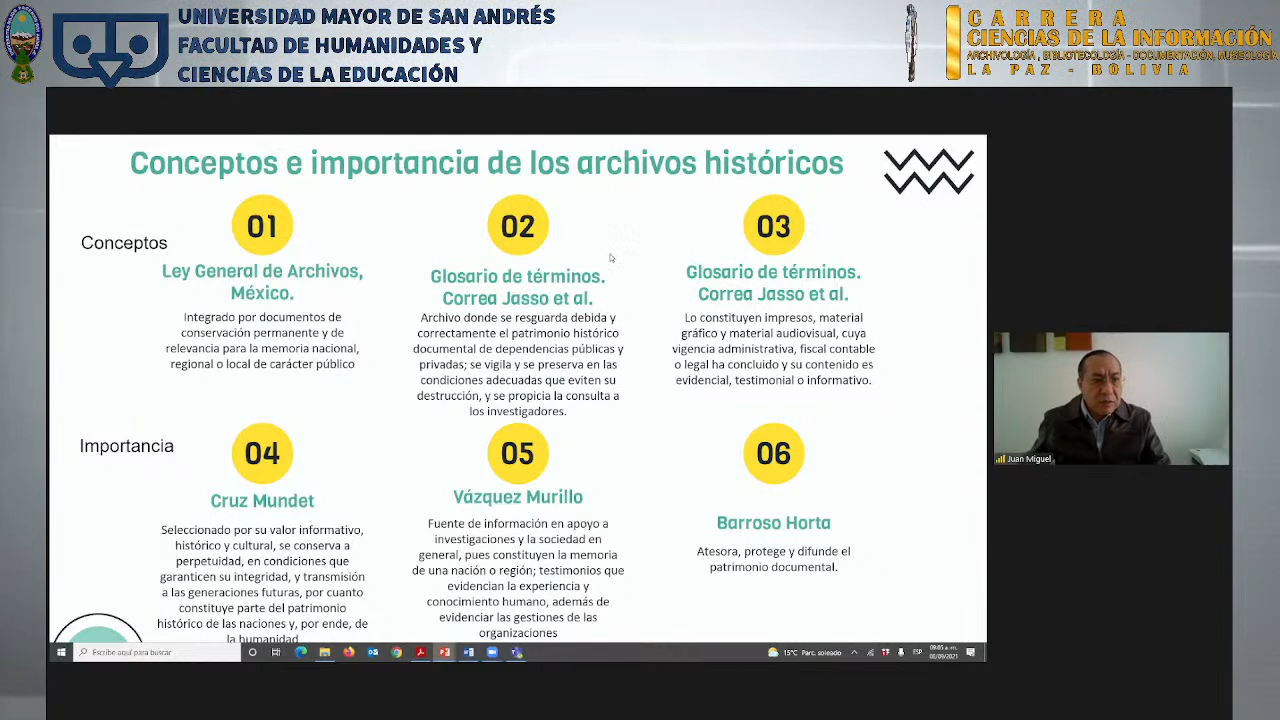 UNIVERSIDAD MAYOR DE SAN ANDRÉS
FACULTAD DE HUMANIDADES Y
CIENCIAS DE LA EDUCACIÓN
CARRERA
CIENCIAS DE LA INFORMACIÓN
ARCHIVOLOGÍA, BIBLIOTECOLOGÍA - DOCUMENTACIÓN, MUSEOLOGÍA
LA PAZ - BOLIVIA
Conceptos e importancia de los archivos históricos
Conceptos
01
Ley General de Archivos,
México.
Integrado por documentos de
conservación permanente y de
relevancia para la memoria nacional,
regional o local de carácter público
02
Glosario de términos.
Correa Jasso et al.
Archivo donde se resguarda debida y
correctamente el patrimonio histórico
documental de dependencias públicas y
privadas; se vigila y se preserva en las
condiciones adecuadas que eviten su
destrucción, y se propicia la consulta a
los investigadores.
03
Glosario de términos.
Correa Jasso et al.
Lo constituyen impresos, material
gráfico y material audiovisual, cuya
vigencia administrativa, fiscal contable
o legal ha concluido y su contenido es
evidencial, testimonial o informativo.
Importancia
04
Cruz Mundet
Seleccionado por su valor informativo,
histórico y cultural, se conserva a
perpetuidad, en condiciones que
garanticen su integridad, y transmisión
a las generaciones futuras, por cuanto
constituye parte del patrimonio
histórico de las naciones y, por ende, de
la humanidad
05
Vázquez Murillo
Fuente de información en apoyo a
investigaciones y la sociedad en
general, pues constituyen la memoria
de una nación o región; testimonios que
evidencian la experiencia y
conocimiento humano, además de
evidenciar las gestiones de las
organizaciones
06
Barroso Horta
Atesora, protege y difunde el
patrimonio documental.
Juan Miguel
Escribe aquí para buscar
15°C Parc. soleado
ESP